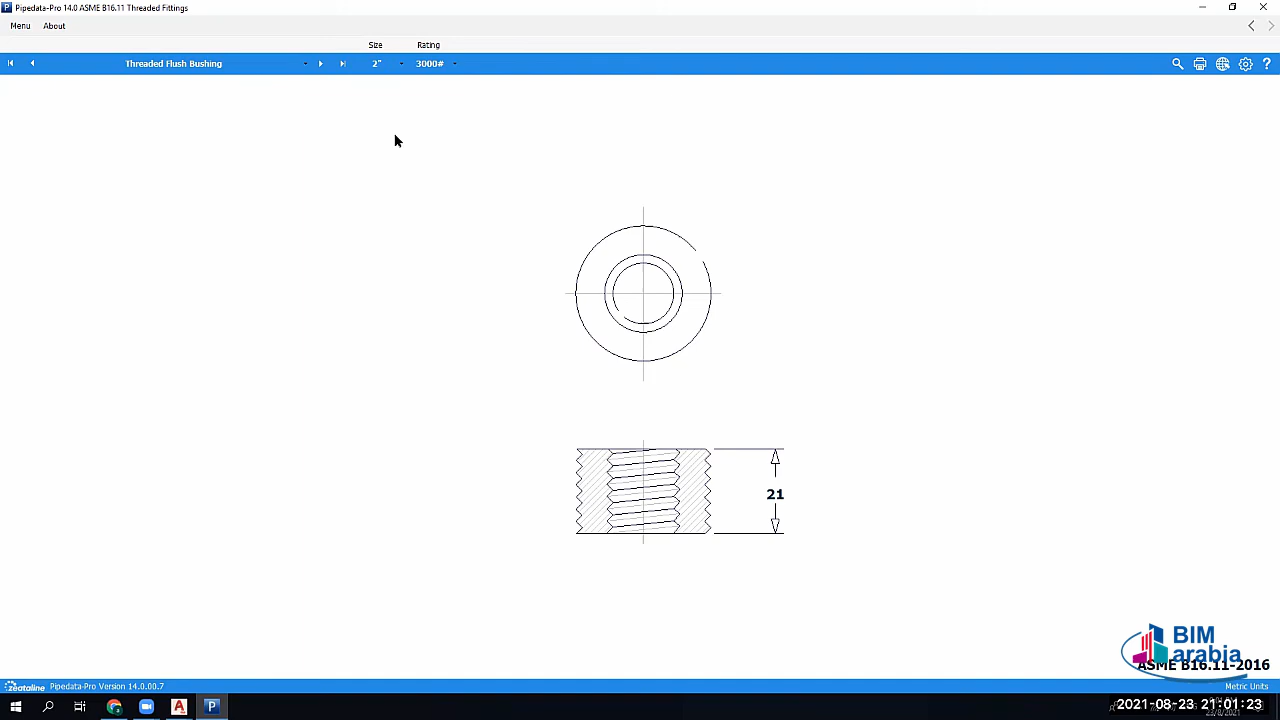 Pipedata-Pro 14.0 ASME B16.11 Threaded Fittings
Menu About
Size Rating
Threaded Flush Bushing 2" 3000#
21
BIM
arabia
ASME B16.11-2016
Zeataline Pipedata-Pro Version 14.0.00.7 Metric Units
2021-08-23 21:01:23